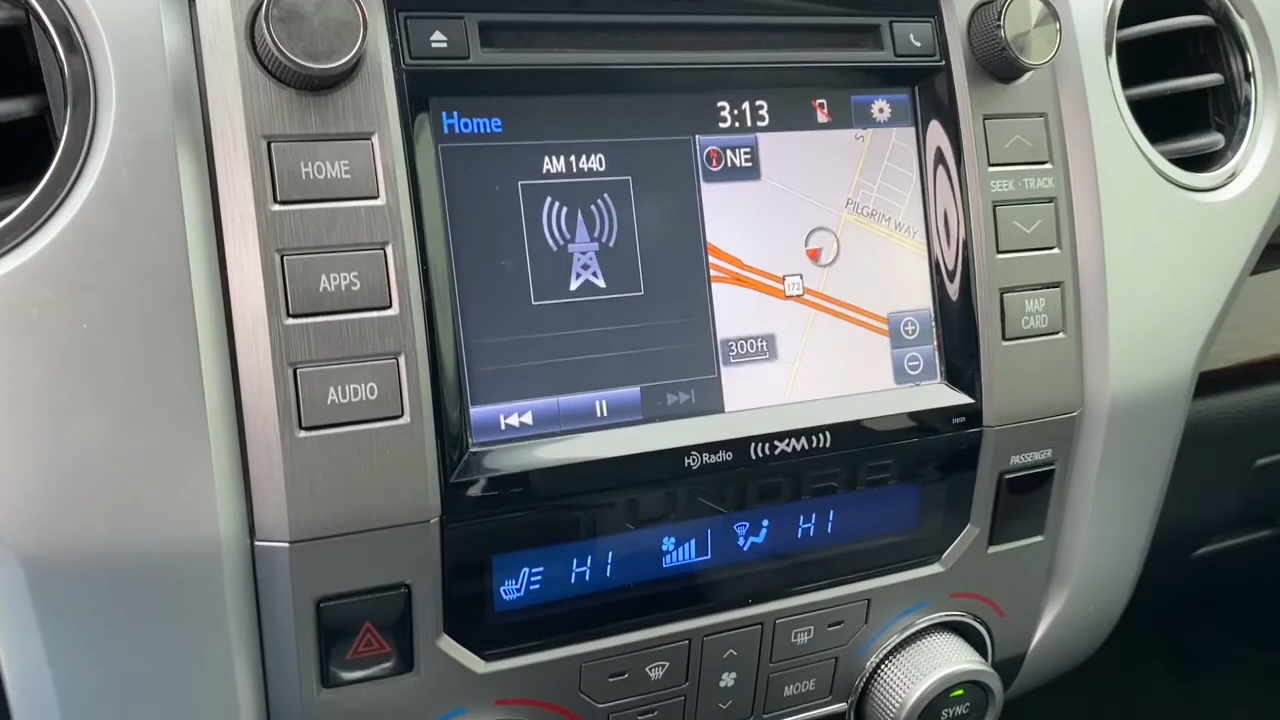 Home
3:13
AM 1440
NE
PILGRIM WAY
172
300ft
HOME
APPS
AUDIO
SEEK·TRACK
MAP
CARD
HD Radio
((( XM )))
PASSENGER
TUNDRA
HI
HI
MODE
SYNC